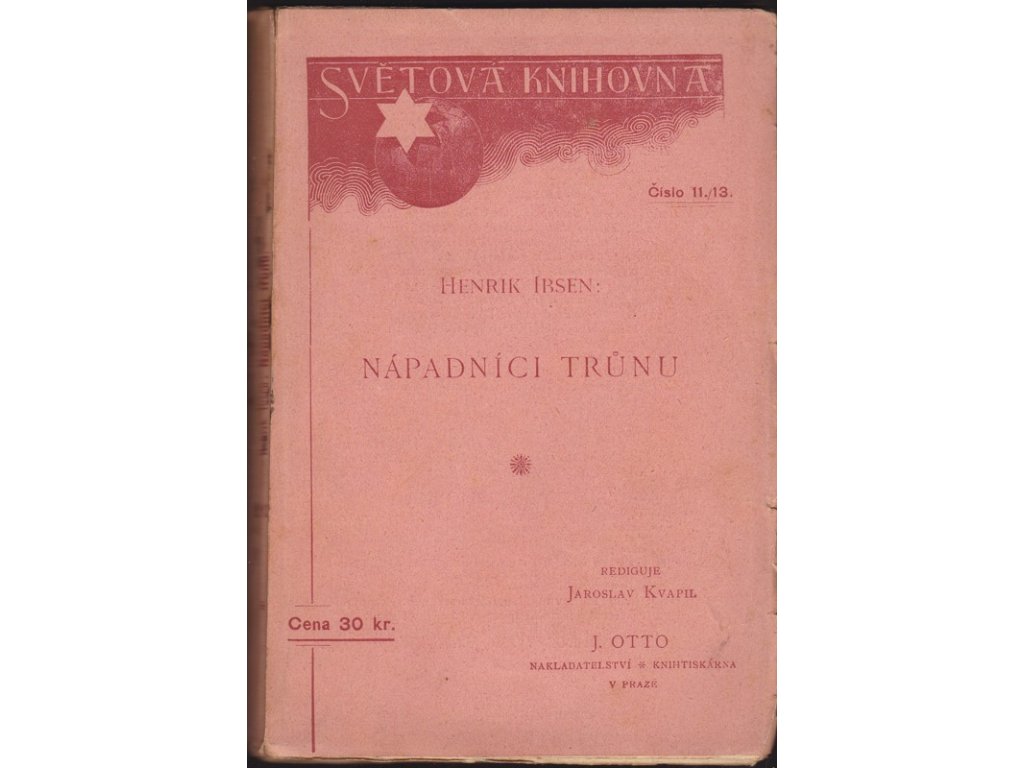 SVĚTOVÁ KNIHOVNA
Číslo 11./13.
HENRIK IBSEN:
NÁPADNÍCI TRŮNU
REDIGUJE
JAROSLAV KVAPIL
Cena 30 kr.
J. OTTO
NAKLADATELSTVÍ * KNIHTISKÁRNA
V PRAZE